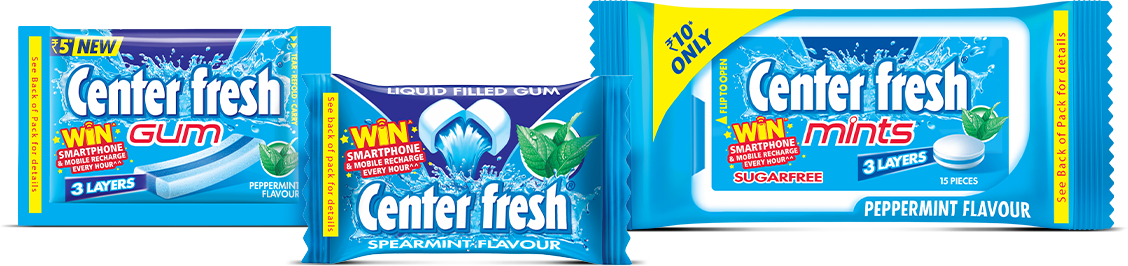 ₹5* NEW
Center fresh®
GUM
WIN
SMARTPHONE
& MOBILE RECHARGE
EVERY HOUR^^
3 LAYERS
PEPPERMINT
FLAVOUR
See Back of Pack for details
LIQUID FILLED GUM
WIN
SMARTPHONE
& MOBILE RECHARGE
EVERY HOUR^^
Center fresh®
SPEARMINT FLAVOUR
See back of pack for details
₹10*
ONLY
FLIP TO OPEN
Center fresh®
mints
WIN
SMARTPHONE
& MOBILE RECHARGE
EVERY HOUR^^
SUGARFREE
3 LAYERS
15 PIECES
PEPPERMINT FLAVOUR
See Back of Pack for details